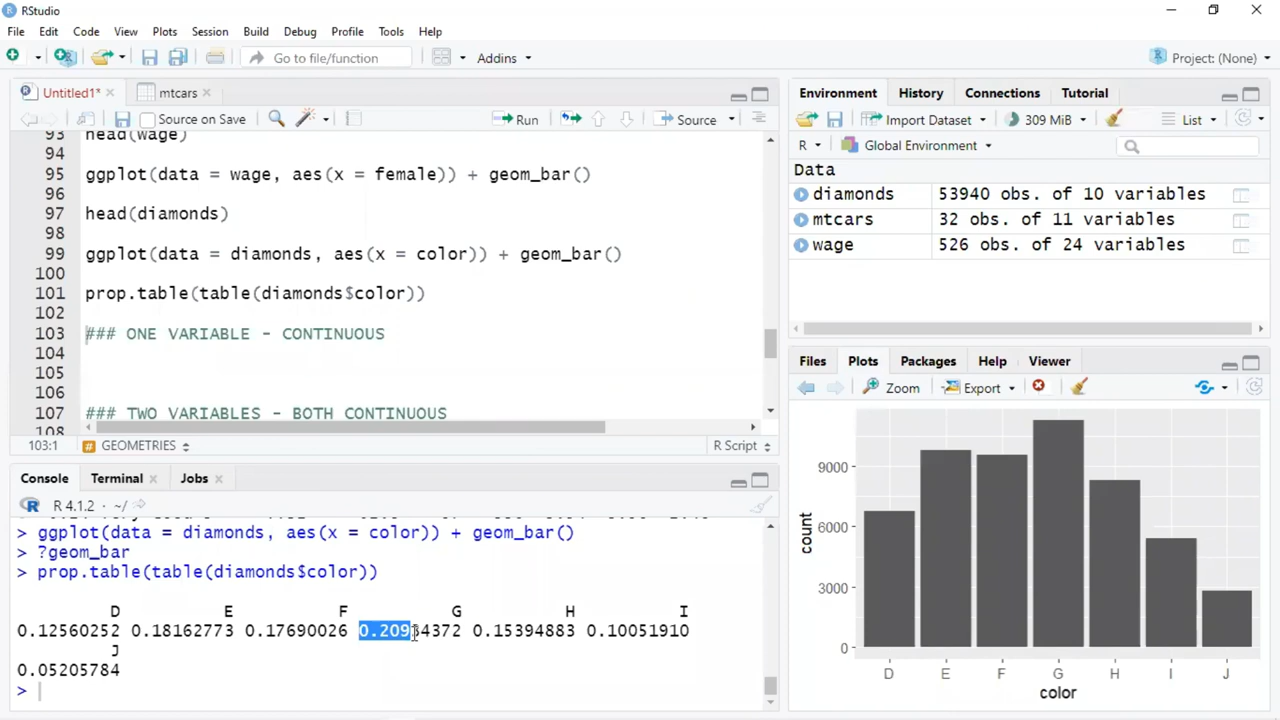 RStudio
File Edit Code View Plots Session Build Debug Profile Tools Help
Go to file/function Addins Project: (None)
Untitled1* mtcars
Source on Save Run Source
93 head(wage)
94
95 ggplot(data = wage, aes(x = female)) + geom_bar()
96
97 head(diamonds)
98
99 ggplot(data = diamonds, aes(x = color)) + geom_bar()
100
101 prop.table(table(diamonds$color))
102
103 ### ONE VARIABLE - CONTINUOUS
104
105
106
107 ### TWO VARIABLES - BOTH CONTINUOUS
108
103:1 # GEOMETRIES R Script
Console Terminal Jobs
R R 4.1.2 · ~/
> ggplot(data = diamonds, aes(x = color)) + geom_bar()
> ?geom_bar
> prop.table(table(diamonds$color))
D E F G H I
0.12560252 0.18162773 0.17690026 0.20934372 0.15394883 0.10051910
J
0.05205784
>
Environment History Connections Tutorial
Import Dataset 309 MiB List
R Global Environment
Data
diamonds 53940 obs. of 10 variables
mtcars 32 obs. of 11 variables
wage 526 obs. of 24 variables
Files Plots Packages Help Viewer
Zoom Export
count
9000
6000
3000
0
D E F G H I J
color